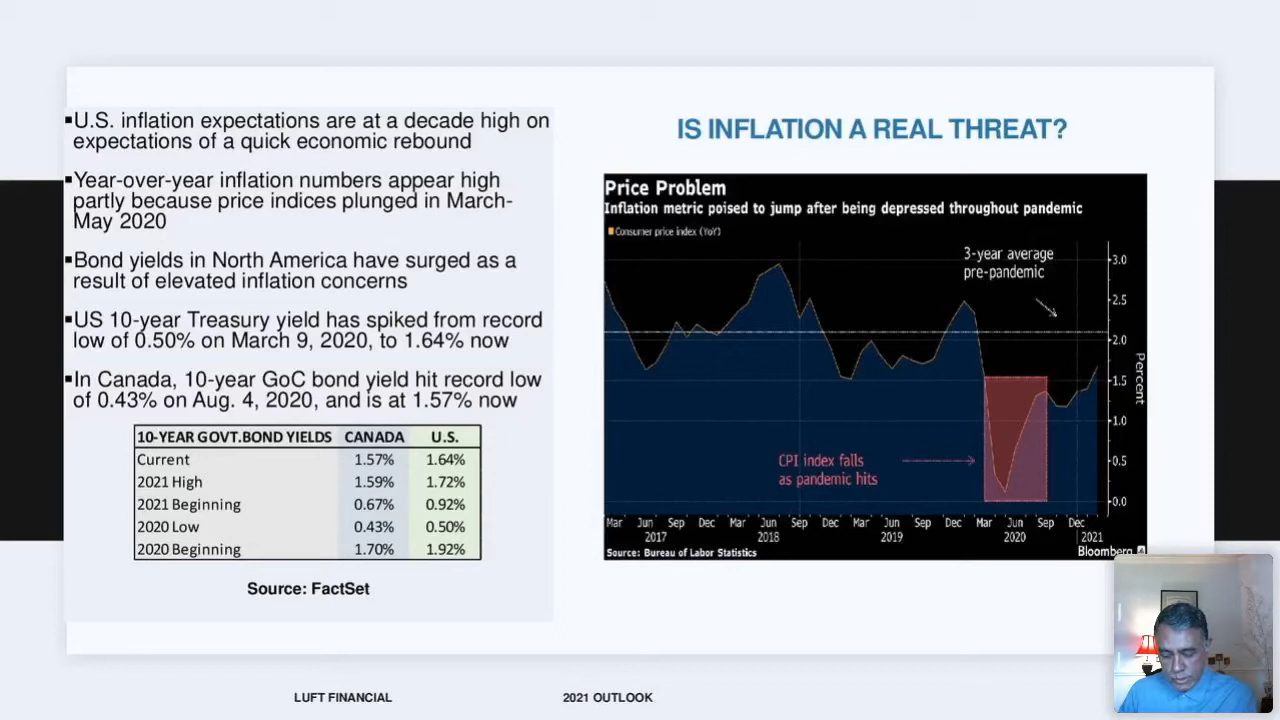 ▪U.S. inflation expectations are at a decade high on
expectations of a quick economic rebound
▪Year-over-year inflation numbers appear high
partly because price indices plunged in March-
May 2020
▪Bond yields in North America have surged as a
result of elevated inflation concerns
▪US 10-year Treasury yield has spiked from record
low of 0.50% on March 9, 2020, to 1.64% now
▪In Canada, 10-year GoC bond yield hit record low
of 0.43% on Aug. 4, 2020, and is at 1.57% now
10-YEAR GOVT.BOND YIELDS CANADA U.S.
Current 1.57% 1.64%
2021 High 1.59% 1.72%
2021 Beginning 0.67% 0.92%
2020 Low 0.43% 0.50%
2020 Beginning 1.70% 1.92%
Source: FactSet
IS INFLATION A REAL THREAT?
Price Problem
Inflation metric poised to jump after being depressed throughout pandemic
Consumer price index (YoY)
3-year average
pre-pandemic
3.0
2.5
2.0
1.5
1.0
0.5
0.0
Percent
CPI index falls
as pandemic hits
Mar Jun Sep Dec Mar Jun Sep Dec Mar Jun Sep Dec Mar Jun Sep Dec
2017 2018 2019 2020 2021
Source: Bureau of Labor Statistics
Bloomberg
LUFT FINANCIAL
2021 OUTLOOK